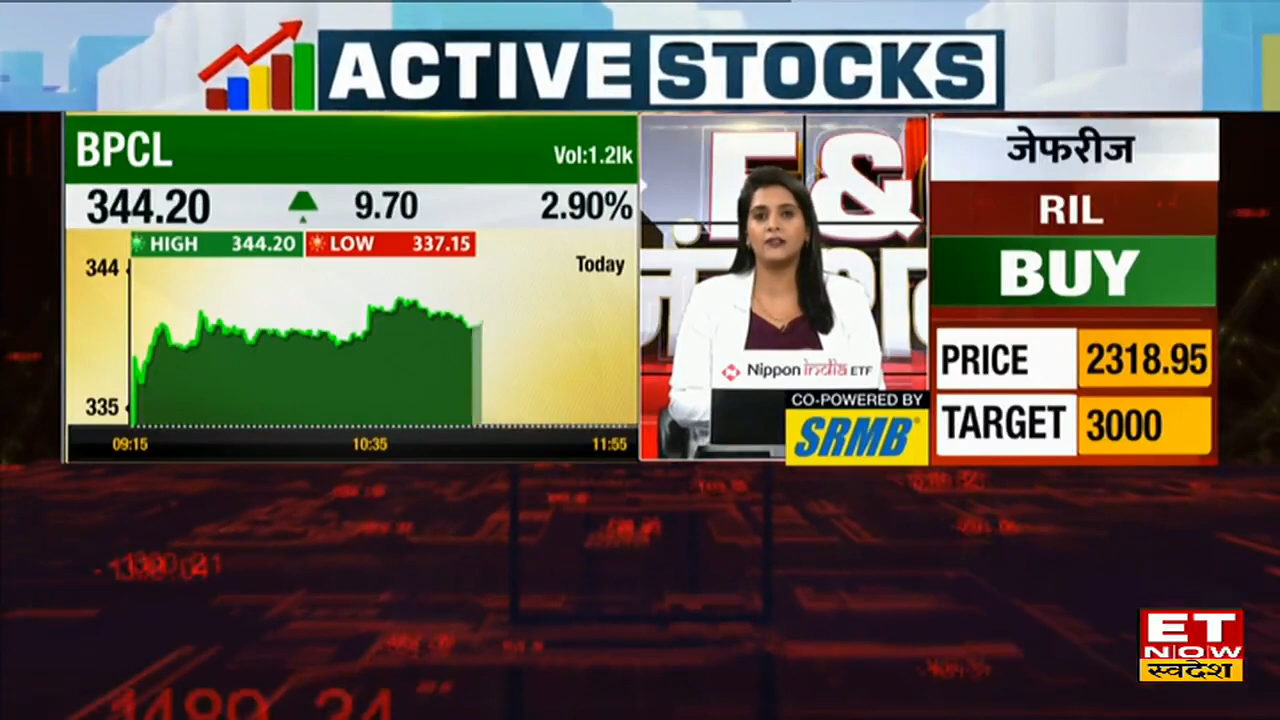 ACTIVE STOCKS
BPCL
Vol:1.2lk
344.20 9.70 2.90%
HIGH 344.20 LOW 337.15
344
Today
335
09:15 10:35 11:55
F&
Nippon india ETF
CO-POWERED BY
SRMB
जेफरीज
RIL
BUY
PRICE 2318.95
TARGET 3000
1489.34
ET
NOW
स्वदेश